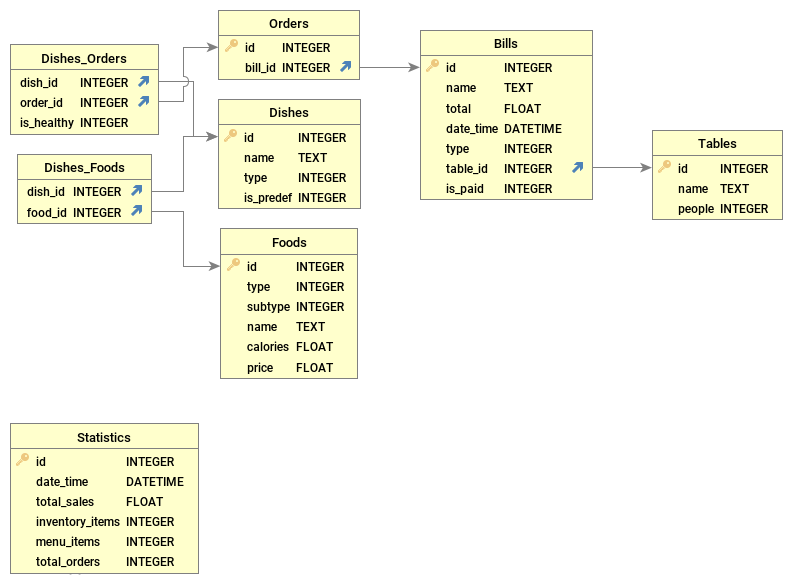 Dishes_Orders
dish_id INTEGER
order_id INTEGER
is_healthy INTEGER
Dishes_Foods
dish_id INTEGER
food_id INTEGER
Orders
id INTEGER
bill_id INTEGER
Dishes
id INTEGER
name TEXT
type INTEGER
is_predef INTEGER
Foods
id INTEGER
type INTEGER
subtype INTEGER
name TEXT
calories FLOAT
price FLOAT
Bills
id INTEGER
name TEXT
total FLOAT
date_time DATETIME
type INTEGER
table_id INTEGER
is_paid INTEGER
Tables
id INTEGER
name TEXT
people INTEGER
Statistics
id INTEGER
date_time DATETIME
total_sales FLOAT
inventory_items INTEGER
menu_items INTEGER
total_orders INTEGER